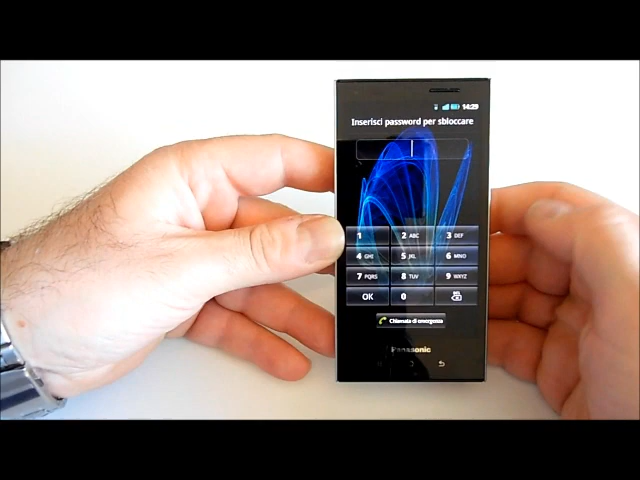 14:29
Inserisci password per sbloccare
1
2 ABC
3 DEF
4 GHI
5 JKL
6 MNO
7 PQRS
8 TUV
9 WXYZ
OK
0
Chiamata di emergenza
Panasonic